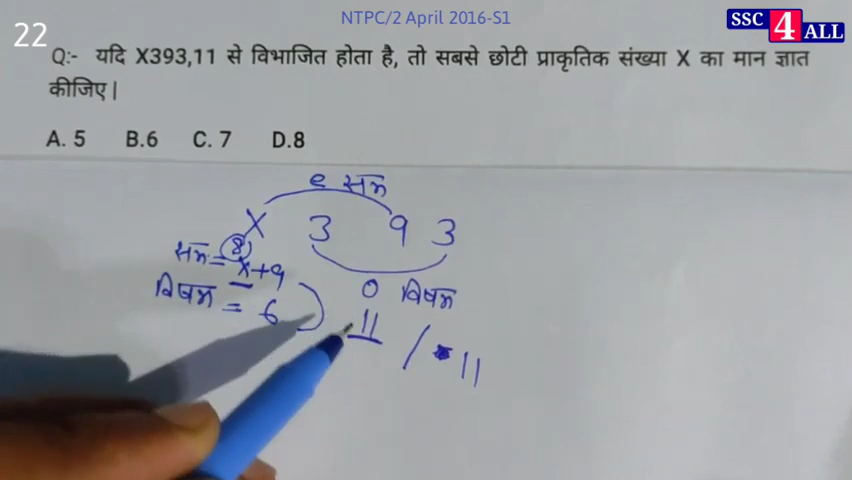 NTPC/2 April 2016-S1
SSC 4 ALL
22
Q:- यदि X393,11 से विभाजित होता है, तो सबसे छोटी प्राकृतिक संख्या X का मान ज्ञात
कीजिए।
A. 5 B.6 C. 7 D.8
e सम
X 3 9 3
सम = x+9
8
0 विषम
विषम = 6
11 / 11